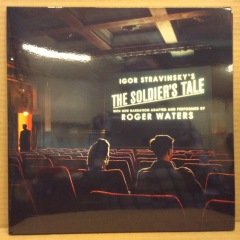 IGOR STRAVINSKY'S
THE SOLDIER'S TALE
WITH NEW NARRATION ADAPTED AND PERFORMED BY
ROGER WATERS